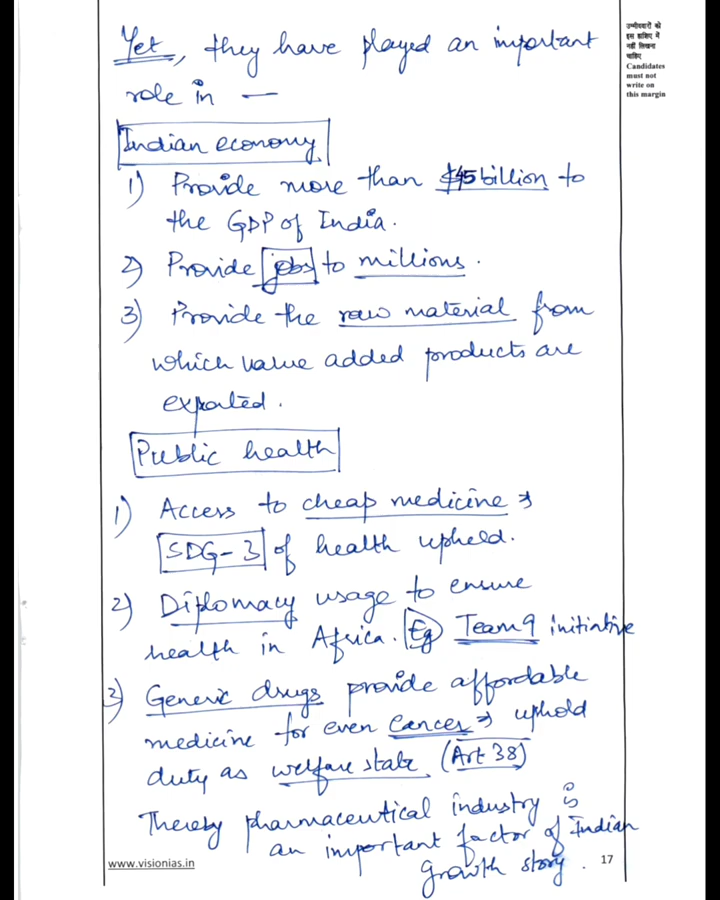 Yet, they have played an important
role in —
Indian economy
1) Provide more than $45 billion to
the GDP of India.
2) Provide jobs to millions.
3) Provide the raw material from
which value added products are
exported.
Public health
1) Access to cheap medicine →
SDG-3 of health upheld.
2) Diplomacy usage to ensure
health in Africa. Eg Team 9 initiative
3) Generic drugs provide affordable
medicine for even cancer → uphold
duty as welfare state (Art 38)
Thereby pharmaceutical industry is
an important factor of Indian
growth story.
उम्मीदवारों को
इस हाशिए में
नहीं लिखना
चाहिए
Candidates
must not
write on
this margin
www.visionias.in
17